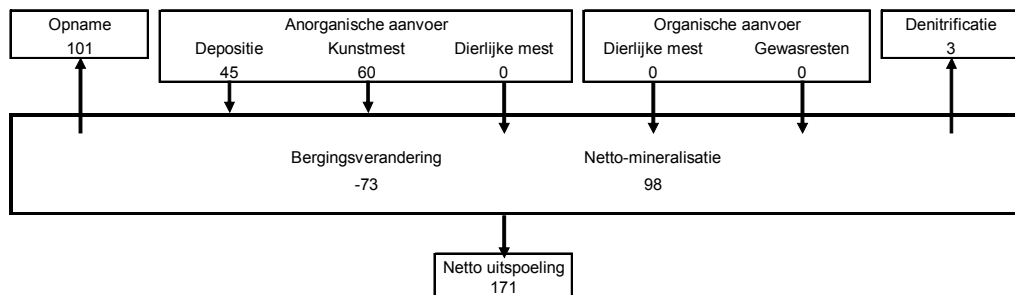 Opname
101
Anorganische aanvoer
Depositie Kunstmest Dierlijke mest
45 60 0
Organische aanvoer
Dierlijke mest Gewasresten
0 0
Denitrificatie
3
Bergingsverandering Netto-mineralisatie
-73 98
Netto uitspoeling
171